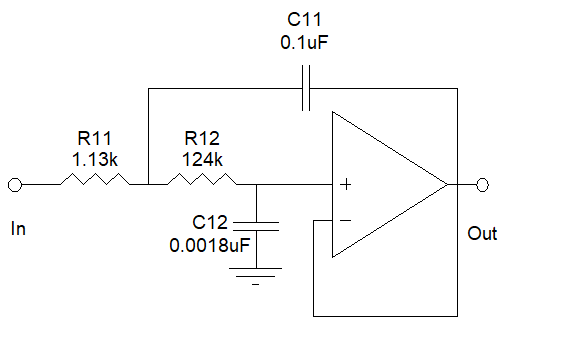 C11
0.1uF
R11
1.13k
R12
124k
+
−
In
C12
0.0018uF
Out